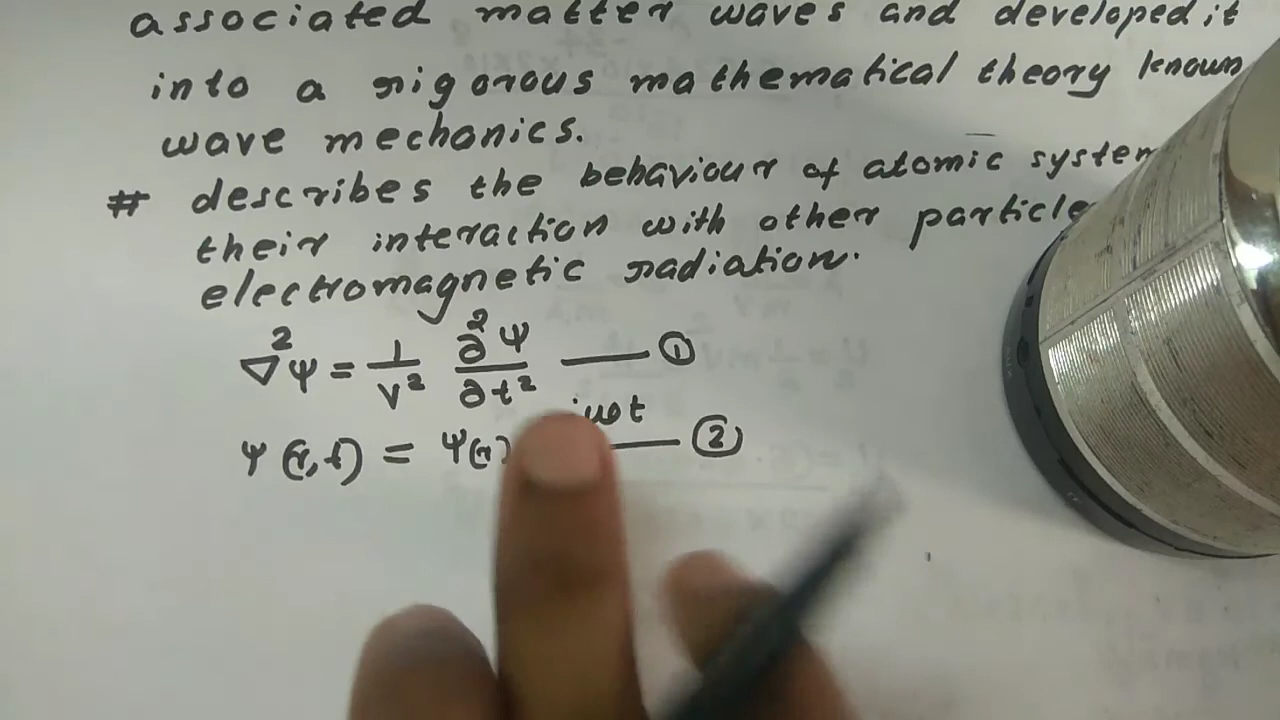 associated matter waves and developed it
into a rigorous mathematical theory known
wave mechanics.
# describes the behaviour of atomic system
their interaction with other particle
electromagnetic radiation.
∇²ψ = 1/v² ∂²ψ/∂t² —— ①
ψ(r,t) = ψ(r) iωt —— ②